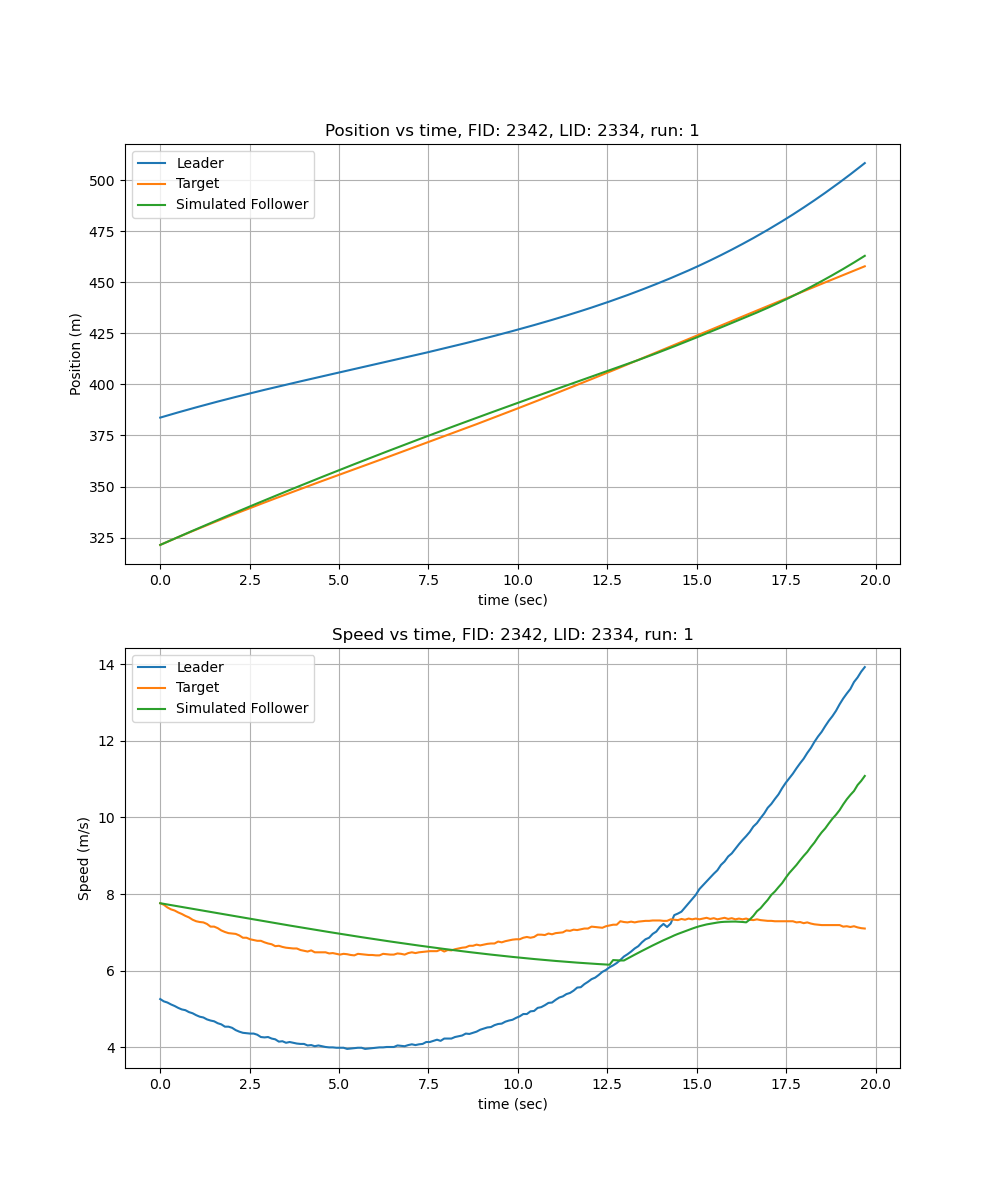 Position vs time, FID: 2342, LID: 2334, run: 1
Leader
Target
Simulated Follower
500
475
450
425
400
375
350
325
Position (m)
0.0 2.5 5.0 7.5 10.0 12.5 15.0 17.5 20.0
time (sec)
Speed vs time, FID: 2342, LID: 2334, run: 1
Leader
Target
Simulated Follower
14
12
10
8
6
4
Speed (m/s)
0.0 2.5 5.0 7.5 10.0 12.5 15.0 17.5 20.0
time (sec)